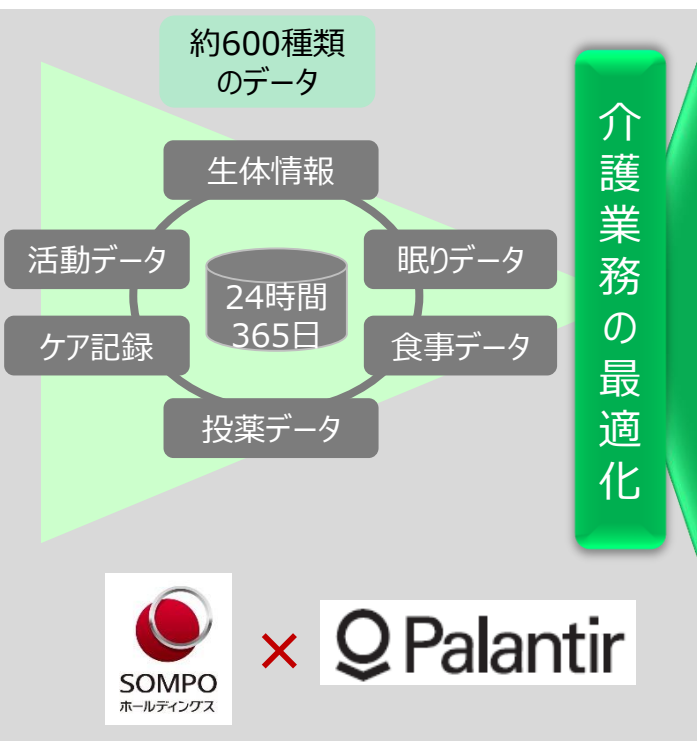 約600種類
のデータ
生体情報
活動データ
眠りデータ
24時間
365日
ケア記録
食事データ
投薬データ
介護業務の最適化
SOMPO
ホールディングス
×
Palantir